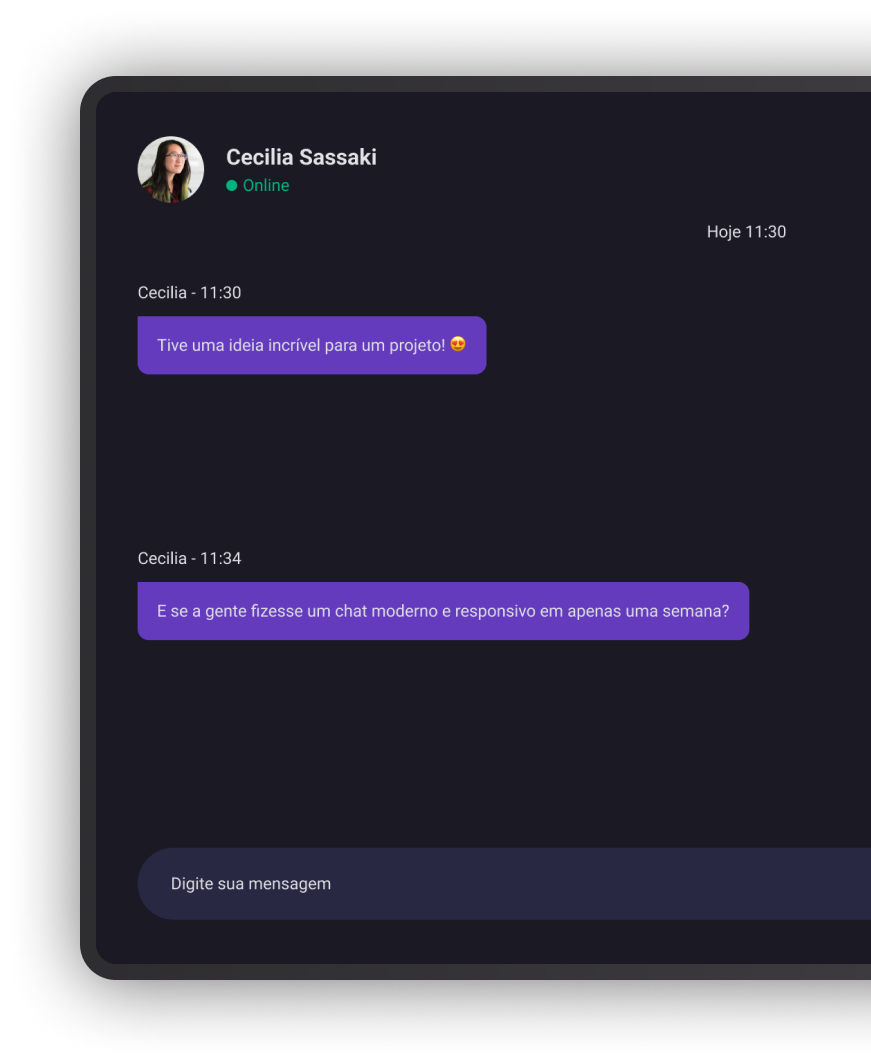 Cecilia Sassaki
Online
Hoje 11:30
Cecilia - 11:30
Tive uma ideia incrível para um projeto! 😍
Cecilia - 11:34
E se a gente fizesse um chat moderno e responsivo em apenas uma semana?
Digite sua mensagem